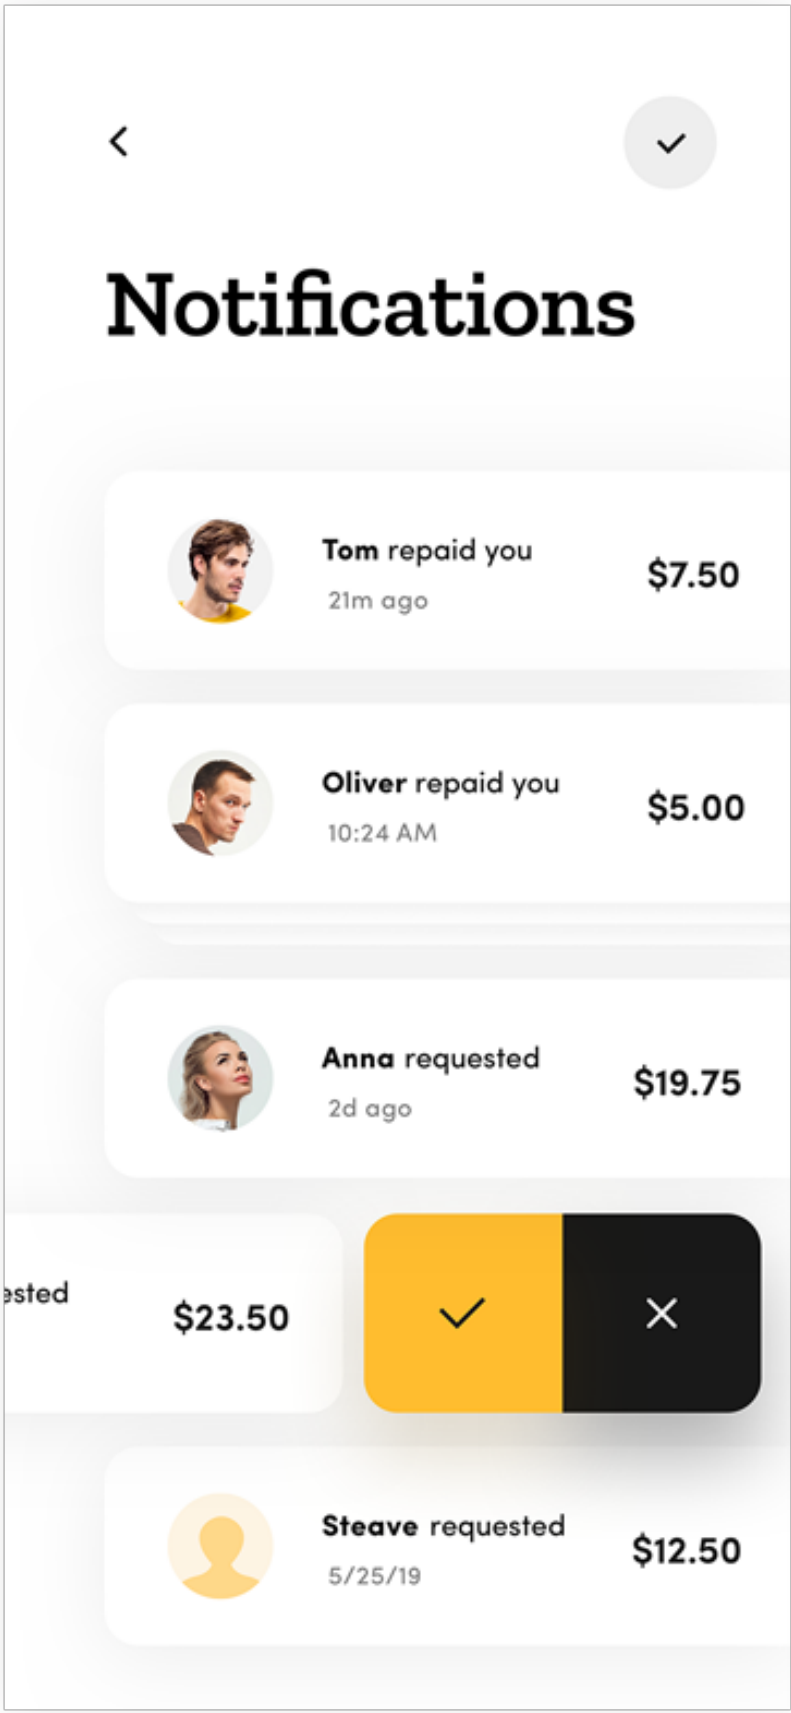 Notifications
Tom repaid you
21m ago
$7.50
Oliver repaid you
10:24 AM
$5.00
Anna requested
2d ago
$19.75
ested
$23.50
Steave requested
5/25/19
$12.50